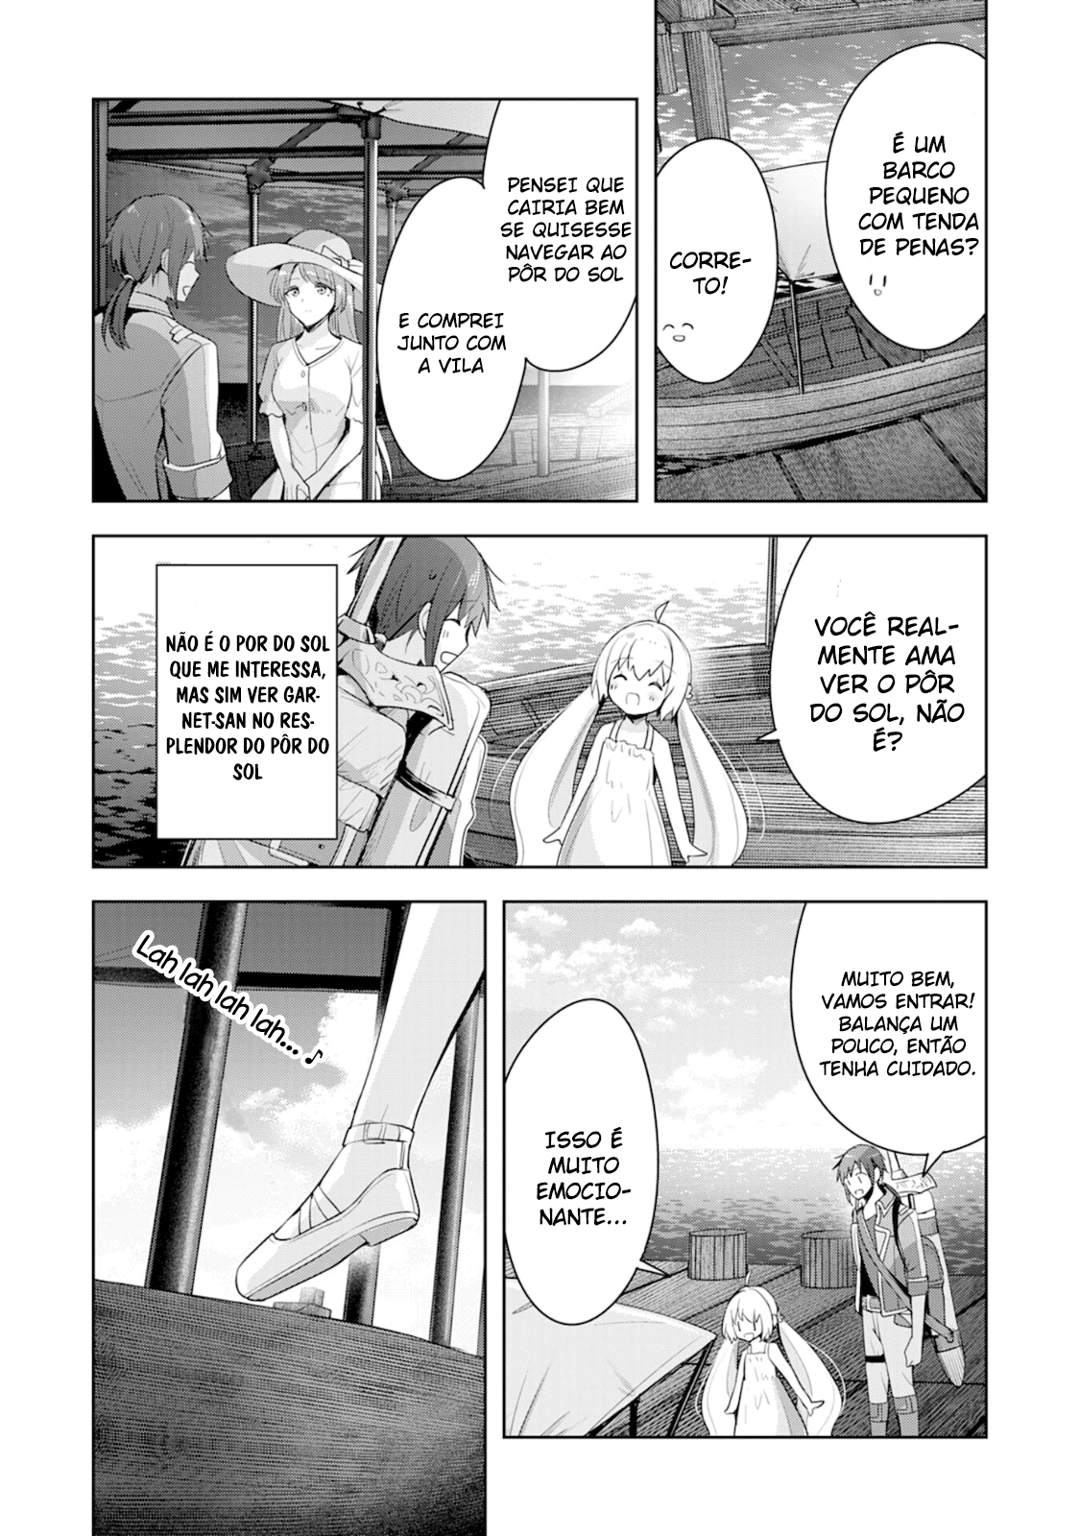 É UM
BARCO
PEQUENO
COM TENDA
DE PENAS?
CORRE-
TO!
PENSEI QUE
CAIRIA BEM
SE QUISESSE
NAVEGAR AO
PÔR DO SOL
E COMPREI
JUNTO COM
A VILA
VOCÊ REAL-
MENTE AMA
VER O PÔR
DO SOL, NÃO
É?
NÃO É O POR DO SOL
QUE ME INTERESSA,
MAS SIM VER GAR-
NET-SAN NO RES-
PLENDOR DO PÔR DO
SOL
MUITO BEM,
VAMOS ENTRAR!
BALANÇA UM
POUCO, ENTÃO
TENHA CUIDADO.
ISSO É
MUITO
EMOCIO-
NANTE...
Lah lah lah lah lah... ♪